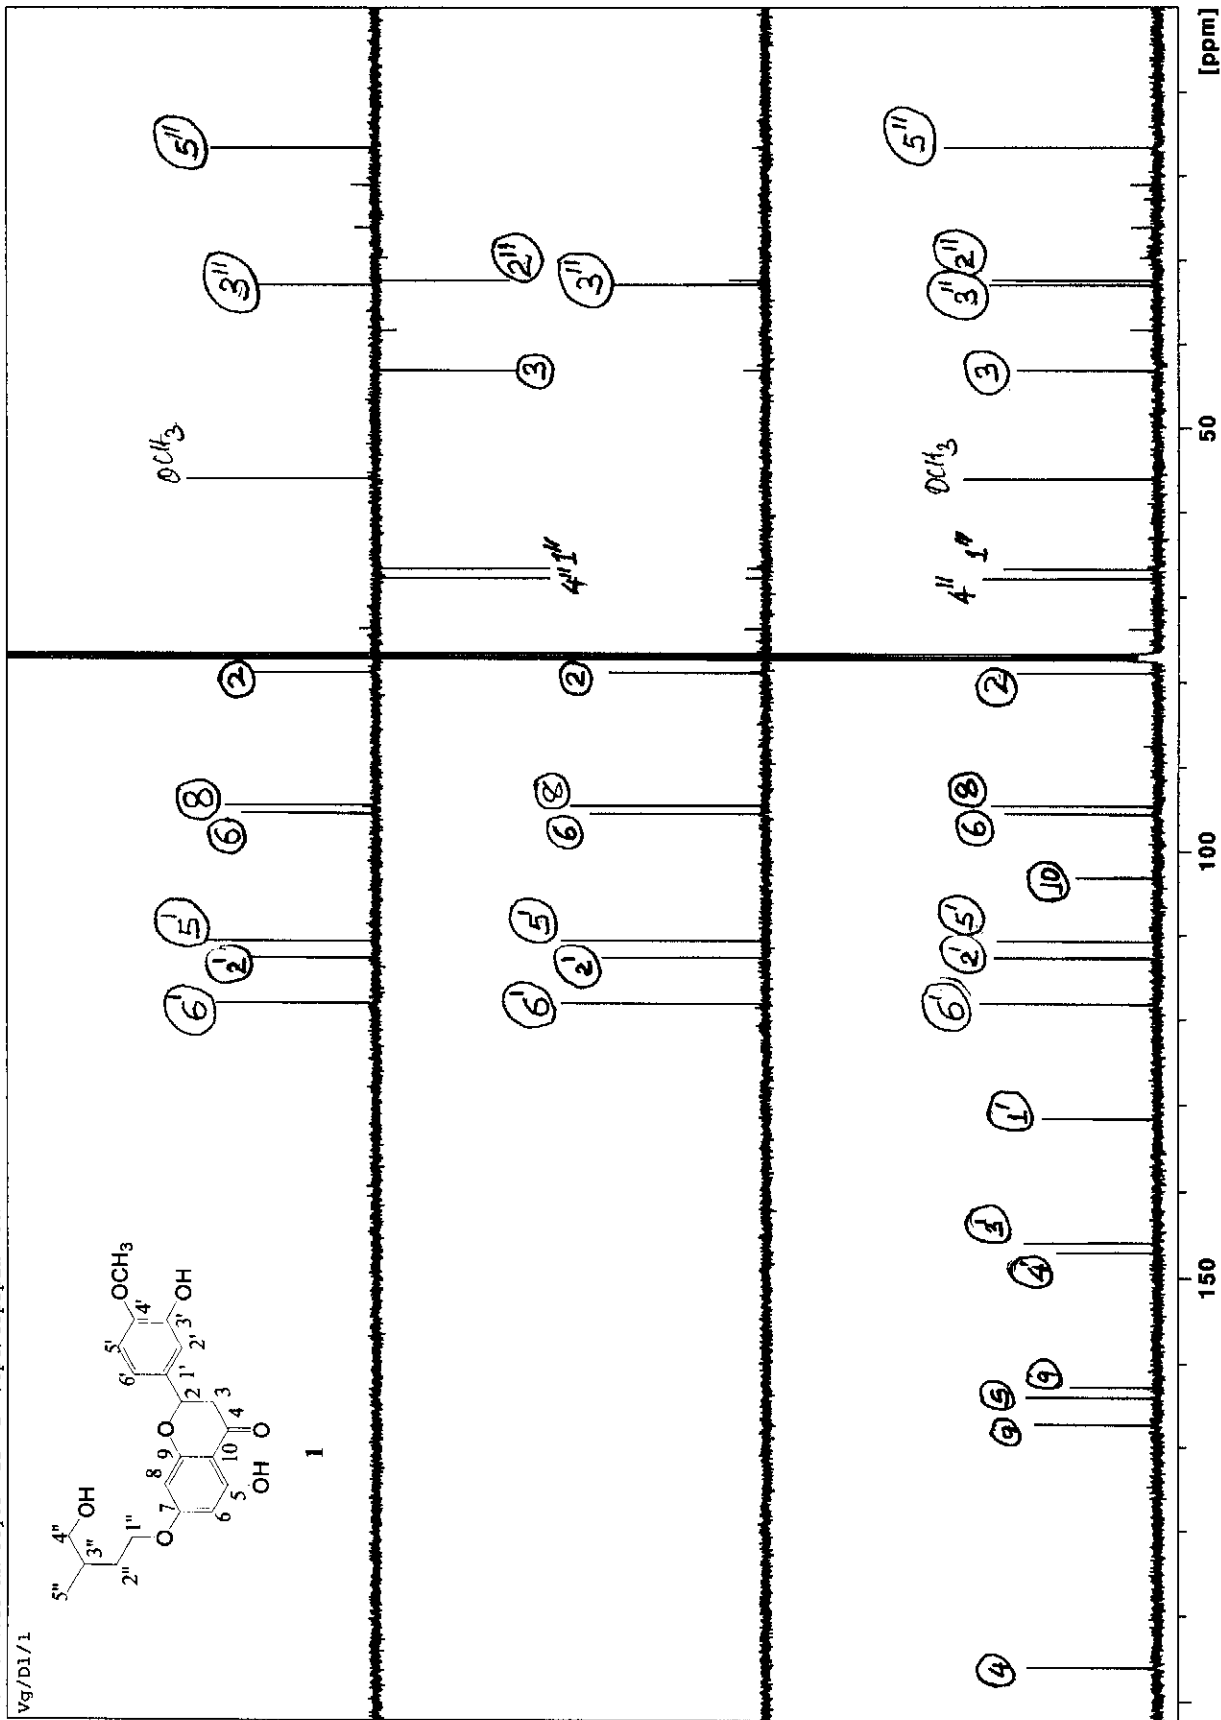 Vg/D1/1
4"
OH
5"
3"
2"
1"
O
7
8
9
O
6
5
10
4
OH
O
2
3
1'
6'
5'
2'
4'
OCH3
3'
OH
1
6' 2' 5' 6 8 2 OCH3 3" 5"
4" 1" 3 2"
6' 2' 5' 6 8 2 3"
4 9 5 9 4' 3' 1' 6' 2' 5' 10 6 8 2 4" 1" OCH3 3 3" 2" 5"
150 100 50 [ppm]